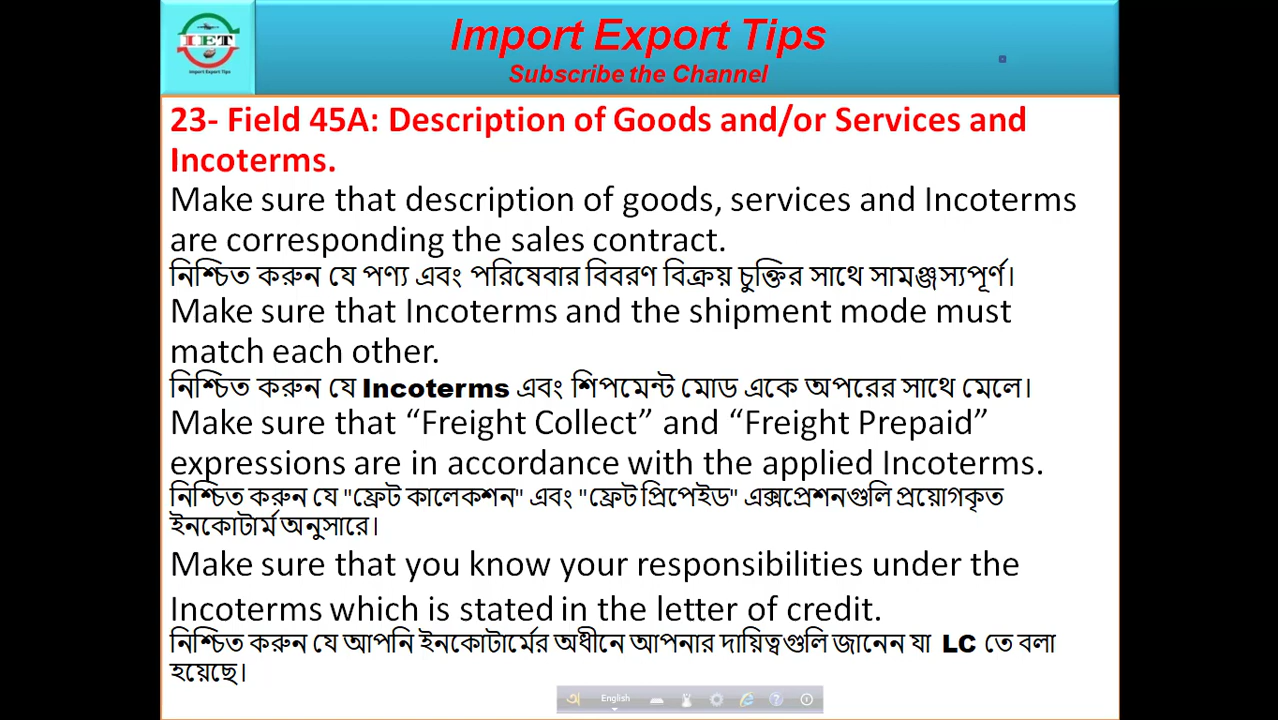 IET
Import Export Tips
Import Export Tips
Subscribe the Channel
23- Field 45A: Description of Goods and/or Services and
Incoterms.
Make sure that description of goods, services and Incoterms
are corresponding the sales contract.
নিশ্চিত করুন যে পণ্য এবং পরিষেবার বিবরণ বিক্রয় চুক্তির সাথে সামঞ্জস্যপূর্ণ।
Make sure that Incoterms and the shipment mode must
match each other.
নিশ্চিত করুন যে Incoterms এবং শিপমেন্ট মোড একে অপরের সাথে মেলে।
Make sure that “Freight Collect” and “Freight Prepaid”
expressions are in accordance with the applied Incoterms.
নিশ্চিত করুন যে "ফ্রেট কালেকশন" এবং "ফ্রেট প্রিপেইড" এক্সপ্রেশনগুলি প্রয়োগকৃত
ইনকোটার্ম অনুসারে।
Make sure that you know your responsibilities under the
Incoterms which is stated in the letter of credit.
নিশ্চিত করুন যে আপনি ইনকোটার্মের অধীনে আপনার দায়িত্বগুলি জানেন যা LC তে বলা
হয়েছে।
অ English